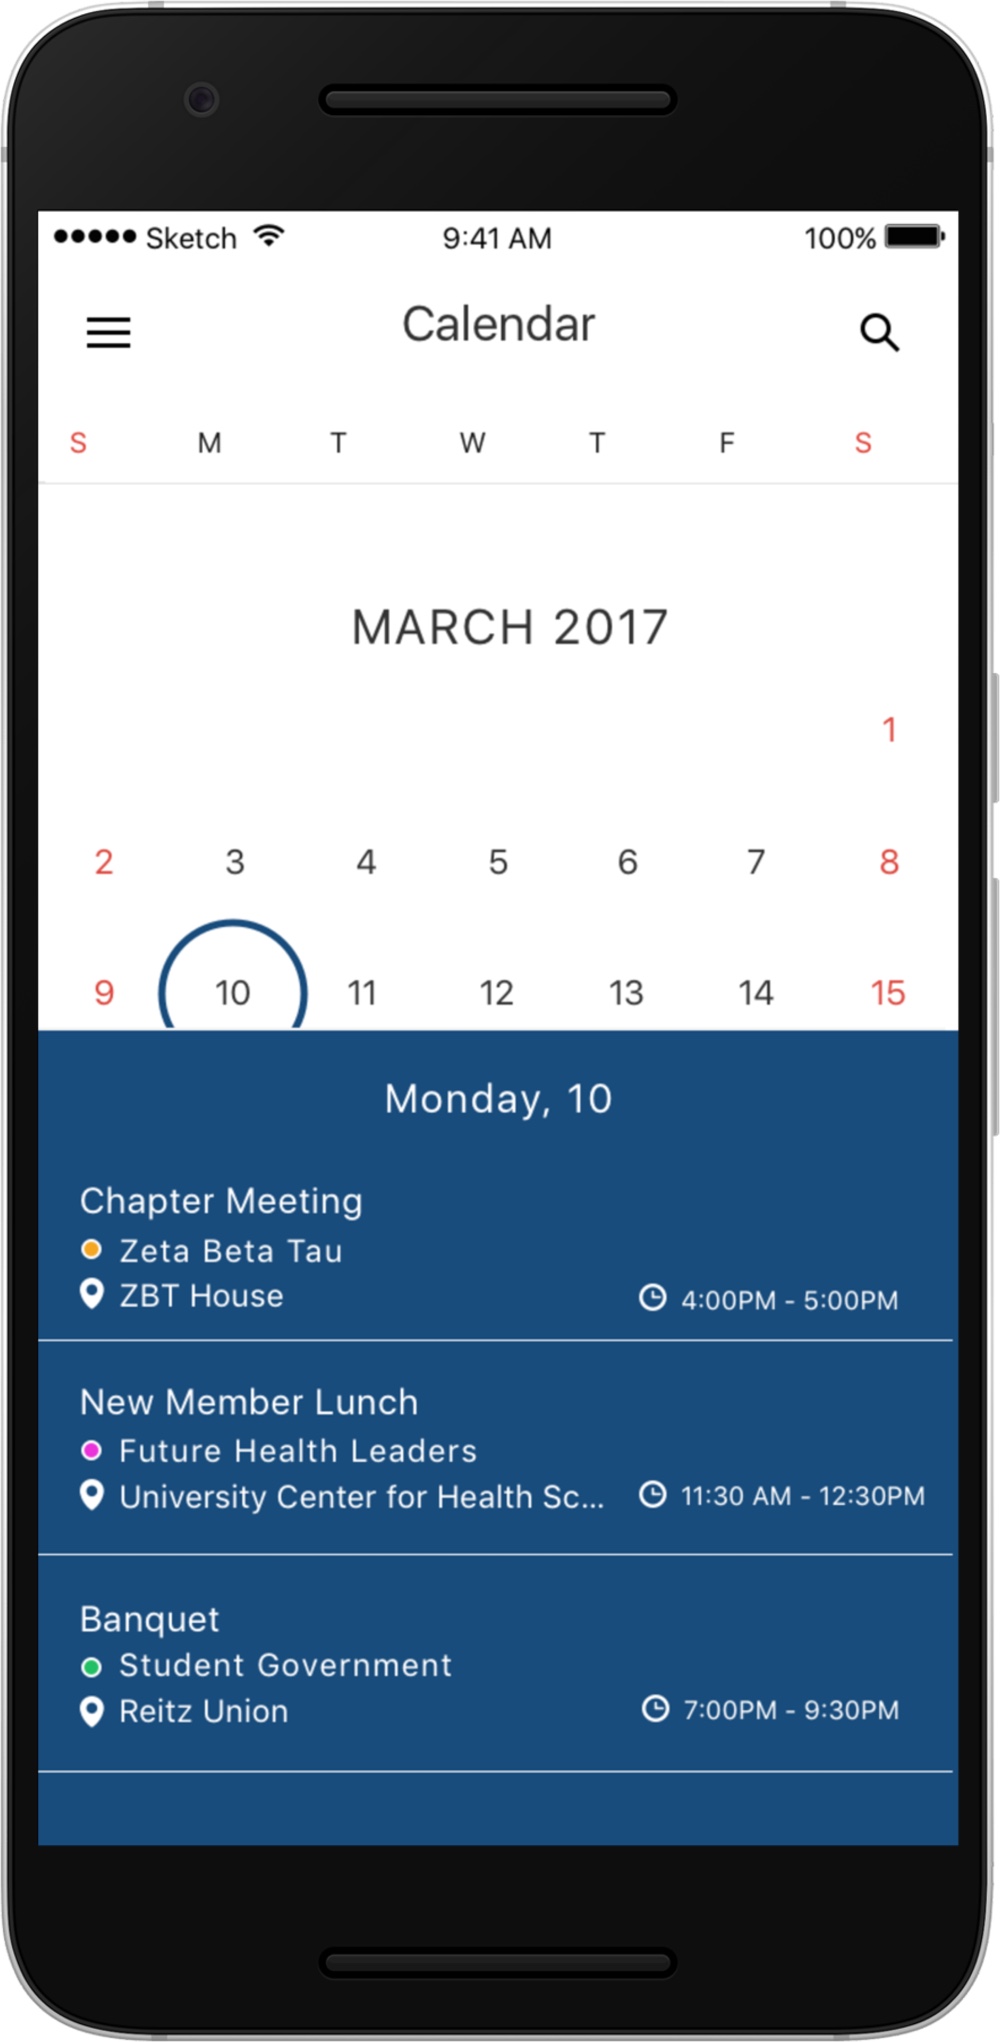 Sketch 9:41 AM 100%
Calendar
S M T W T F S
MARCH 2017
1
2 3 4 5 6 7 8
9 10 11 12 13 14 15
Monday, 10
Chapter Meeting
Zeta Beta Tau
ZBT House 4:00PM - 5:00PM
New Member Lunch
Future Health Leaders
University Center for Health Sc... 11:30 AM - 12:30PM
Banquet
Student Government
Reitz Union 7:00PM - 9:30PM